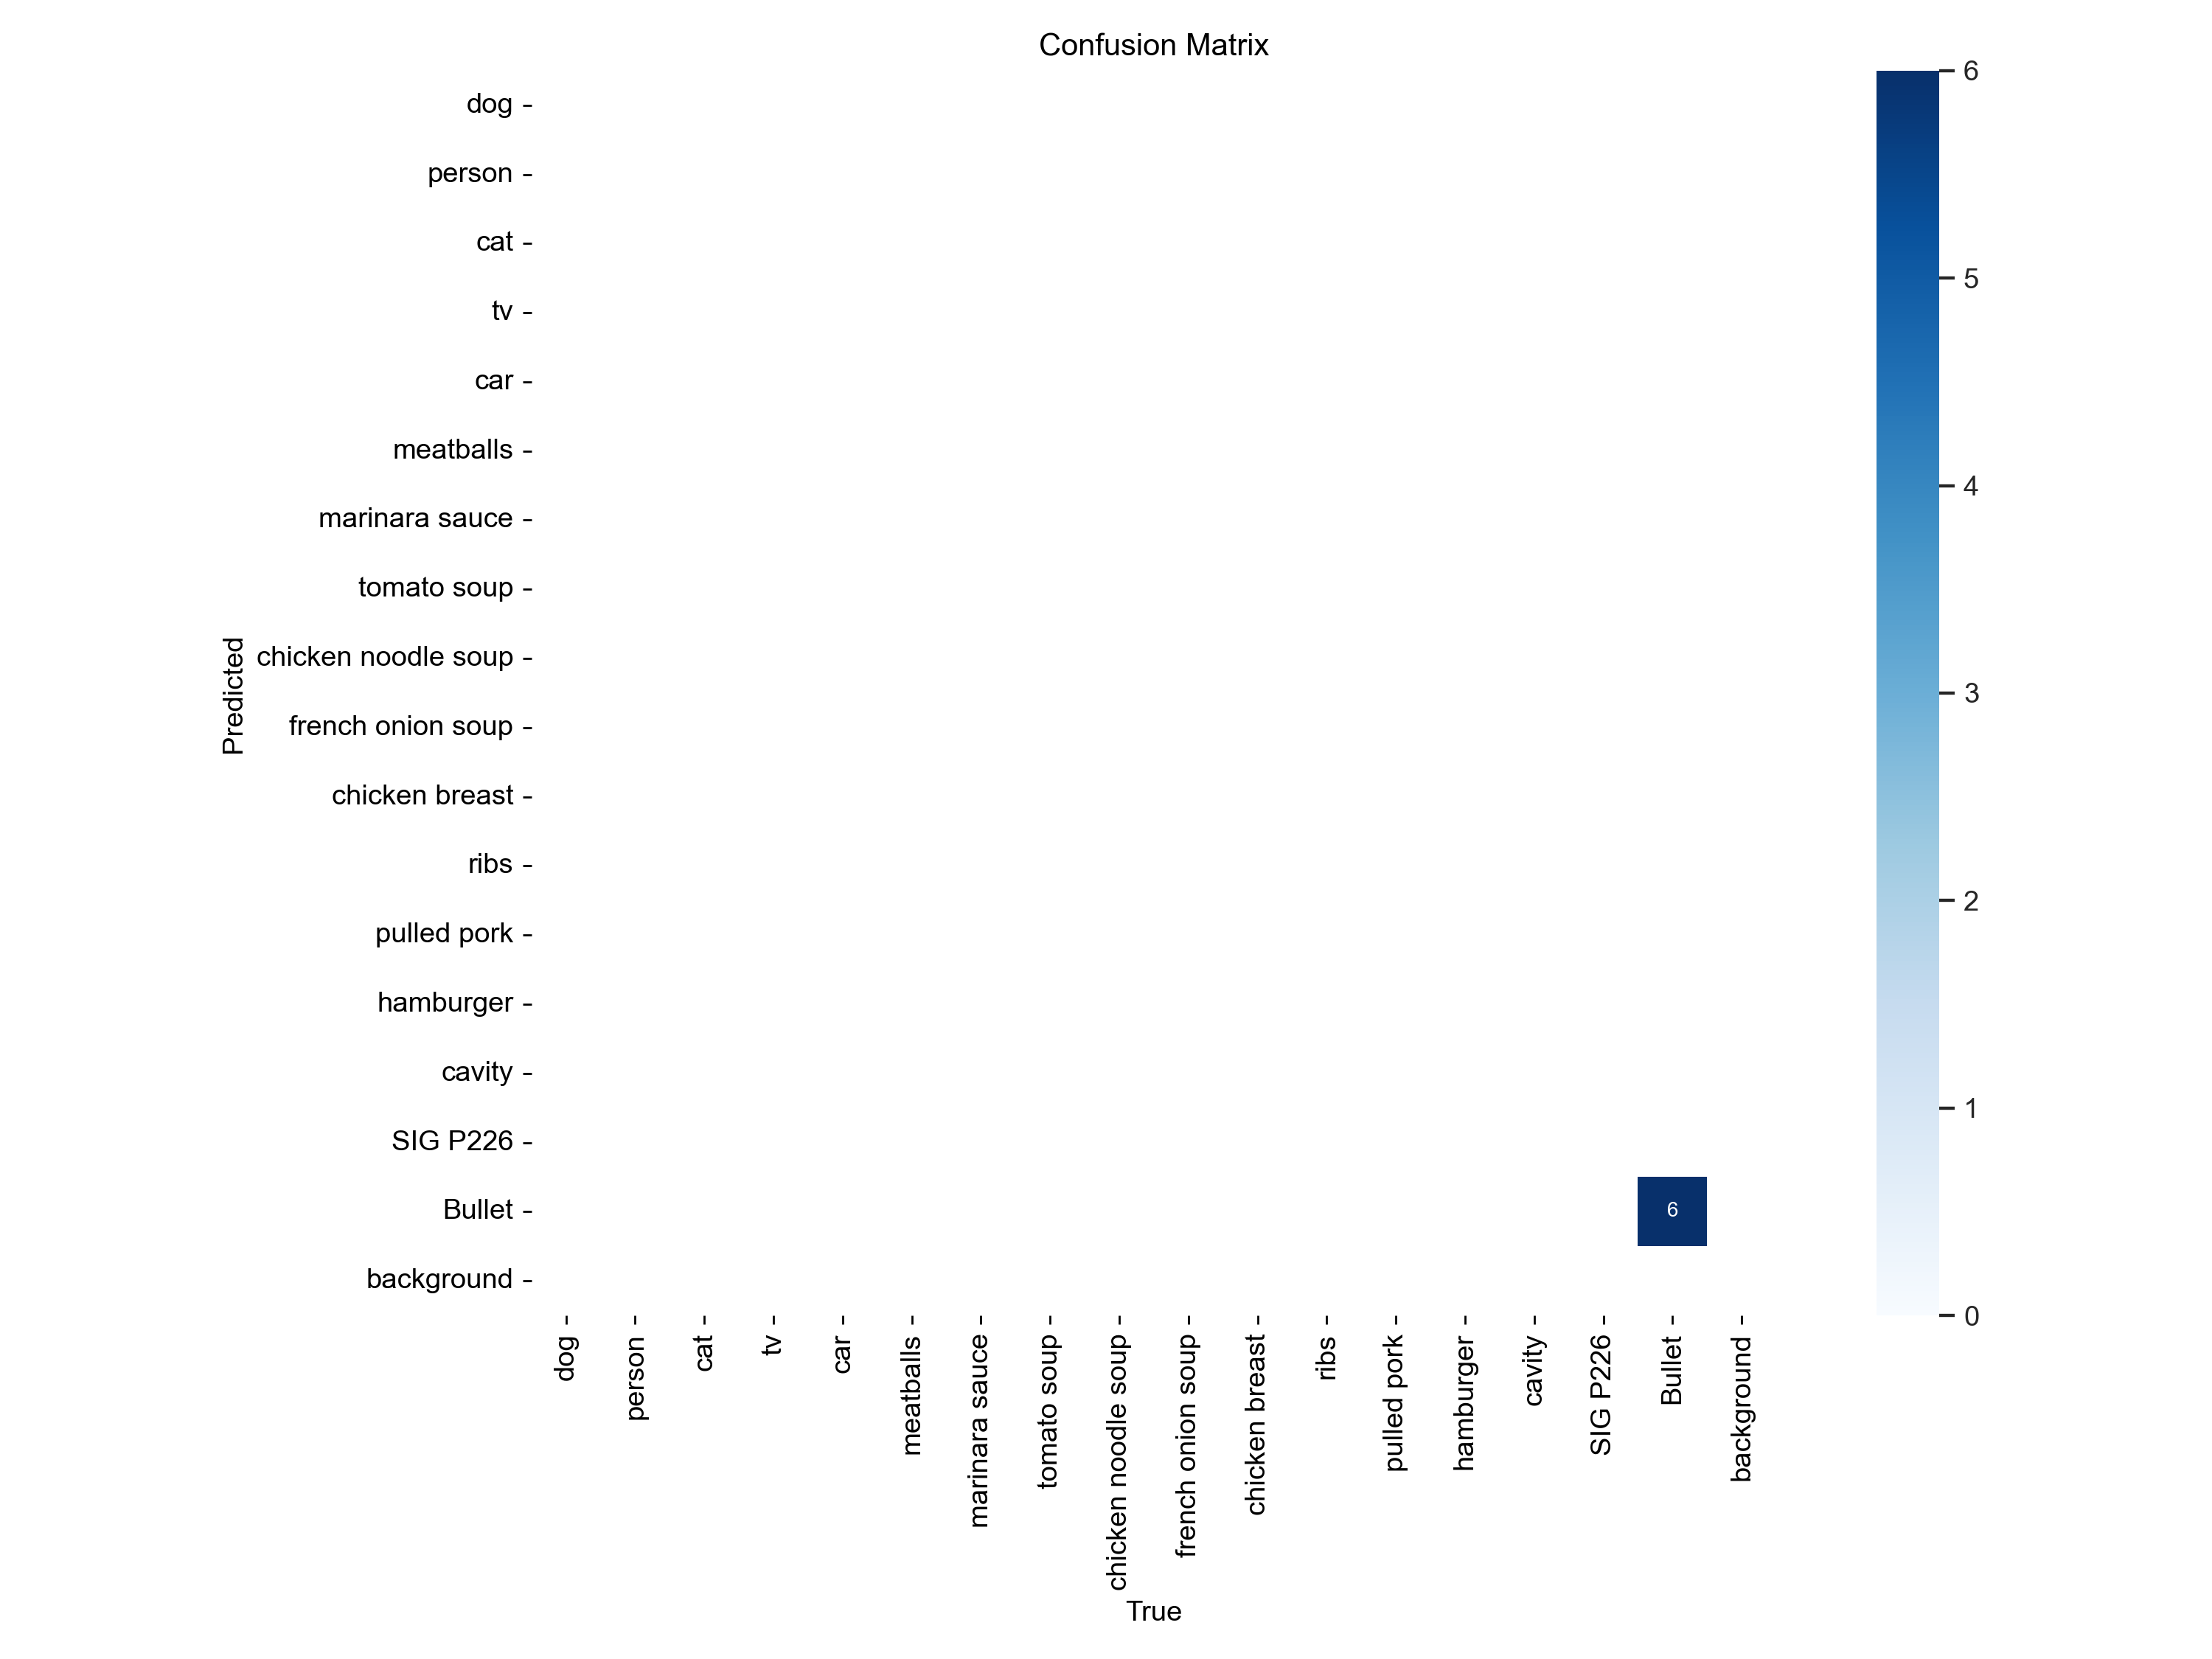 Confusion Matrix
dog
person
cat
tv
car
meatballs
marinara sauce
tomato soup
chicken noodle soup
french onion soup
chicken breast
ribs
pulled pork
hamburger
cavity
SIG P226
Bullet
background
Predicted
6
dog
person
cat
tv
car
meatballs
marinara sauce
tomato soup
chicken noodle soup
french onion soup
chicken breast
ribs
pulled pork
hamburger
cavity
SIG P226
Bullet
background
True
6
5
4
3
2
1
0